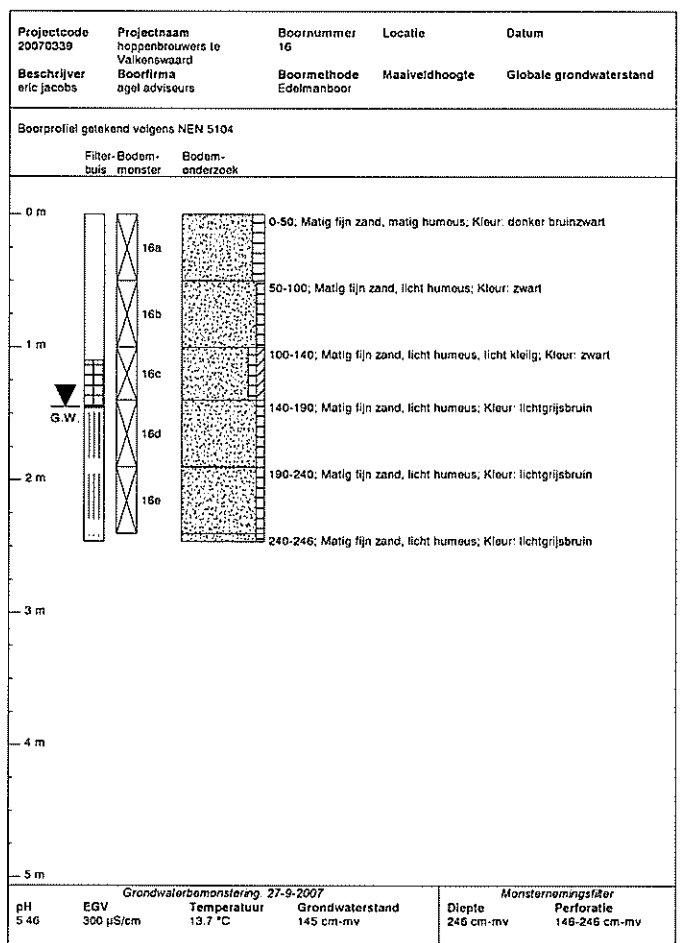 Projectcode Projectnaam Boornummer Locatie Datum
20070339 hoppenbrouwers te Valkenswaard 16
Beschrijver Boorfirma Boormethode Maaiveldhoogte Globale grondwaterstand
eric jacobs agel adviseurs Edelmanboor
Boorprofiel getekend volgens NEN 5104
Filter- Bodem- Bodem-
buis monster onderzoek
0 m
0-50; Matig fijn zand, matig humeus; Kleur: donker bruinzwart
16a
50-100; Matig fijn zand, licht humeus; Kleur: zwart
16b
1 m
100-140; Matig fijn zand, licht humeus, licht kleiig; Kleur: zwart
16c
140-190; Matig fijn zand, licht humeus; Kleur: lichtgrijsbruin
G.W.
16d
190-240; Matig fijn zand, licht humeus; Kleur: lichtgrijsbruin
2 m
16e
240-246; Matig fijn zand, licht humeus; Kleur: lichtgrijsbruin
3 m
4 m
5 m
Grondwaterbemonstering. 27-9-2007 Monsternemingsfilter
pH EGV Temperatuur Grondwaterstand Diepte Perforatie
5.46 300 µS/cm 13.7 °C 145 cm-mv 246 cm-mv 146-246 cm-mv